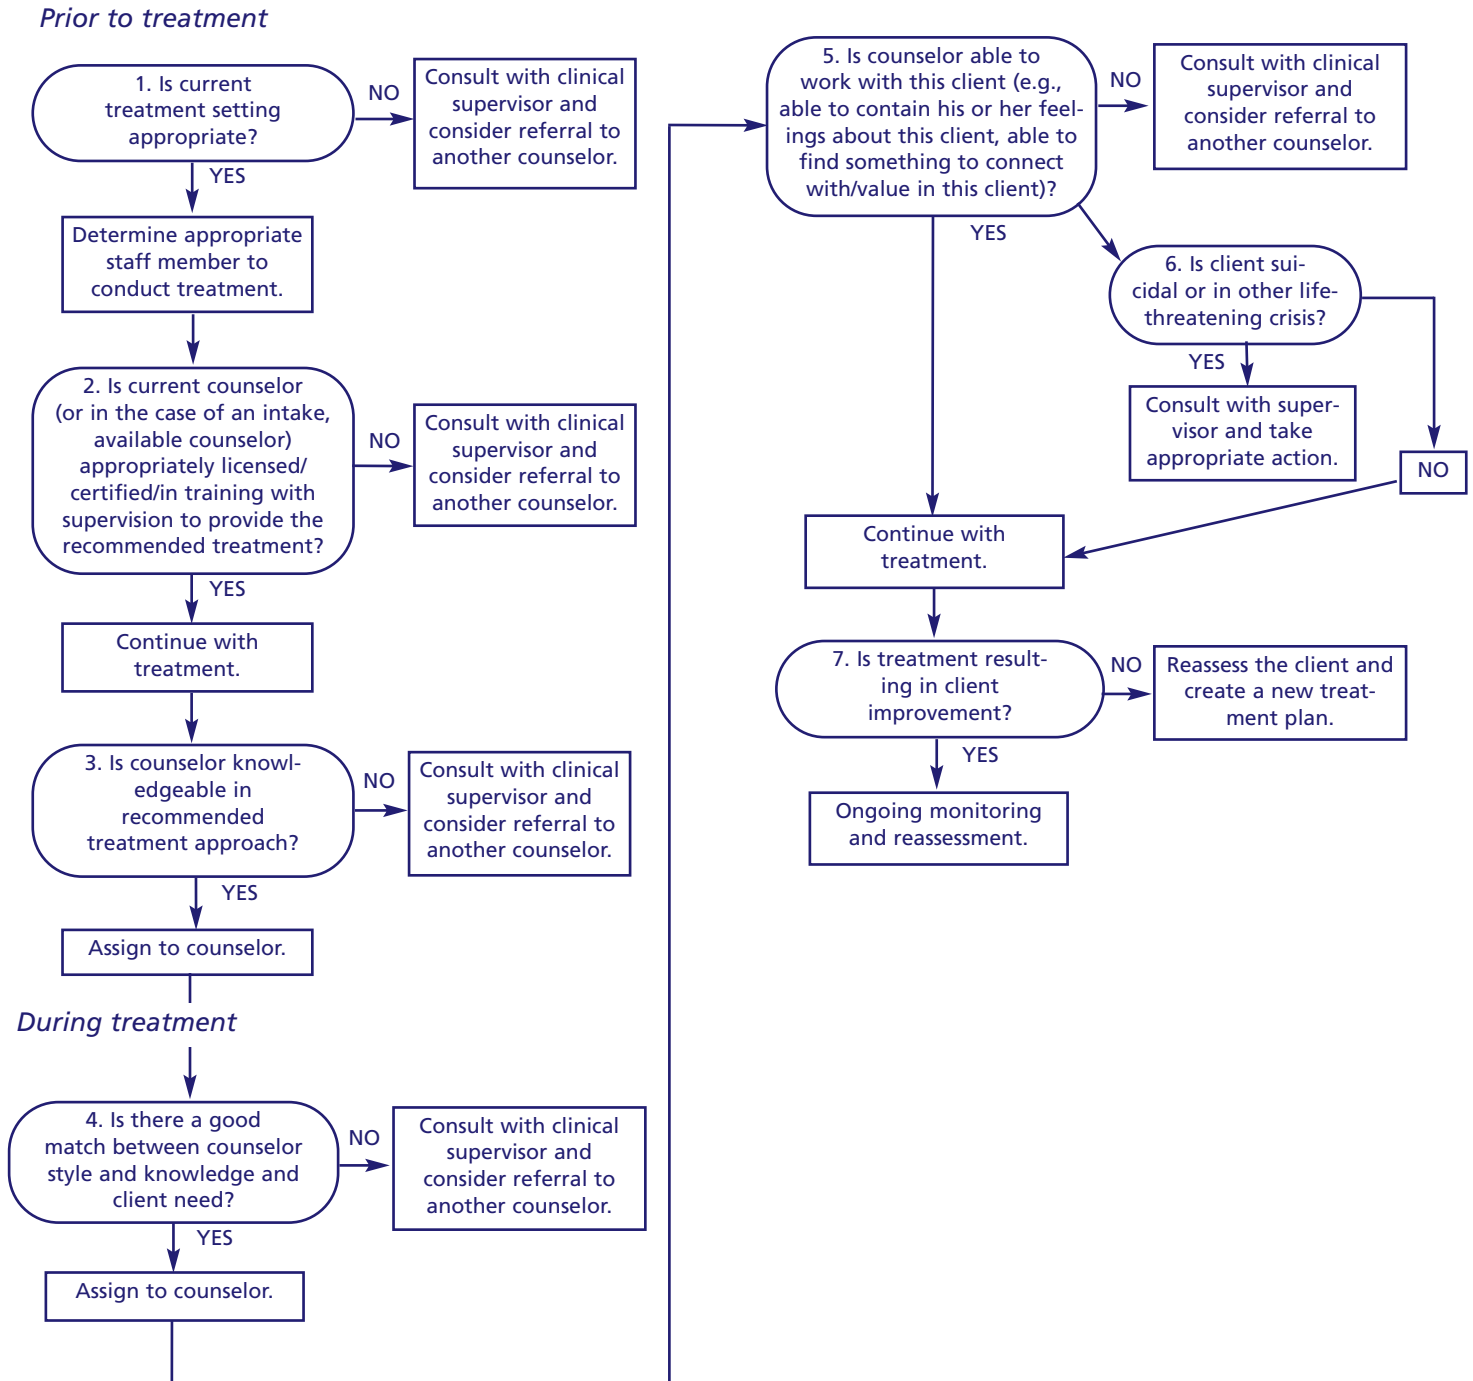 Prior to treatment
1. Is current
treatment setting
appropriate?
NO
Consult with clinical
supervisor and
consider referral to
another counselor.
YES
Determine appropriate
staff member to
conduct treatment.
2. Is current counselor
(or in the case of an intake,
available counselor)
appropriately licensed/
certified/in training with
supervision to provide the
recommended treatment?
NO
Consult with clinical
supervisor and
consider referral to
another counselor.
YES
Continue with
treatment.
3. Is counselor knowl-
edgeable in
recommended
treatment approach?
NO
Consult with clinical
supervisor and
consider referral to
another counselor.
YES
Assign to counselor.
During treatment
4. Is there a good
match between counselor
style and knowledge and
client need?
NO
Consult with clinical
supervisor and
consider referral to
another counselor.
YES
Assign to counselor.
5. Is counselor able to
work with this client (e.g.,
able to contain his or her feel-
ings about this client, able to
find something to connect
with/value in this client)?
NO
Consult with clinical
supervisor and
consider referral to
another counselor.
YES
6. Is client sui-
cidal or in other life-
threatening crisis?
YES
Consult with super-
visor and take
appropriate action.
NO
Continue with
treatment.
7. Is treatment result-
ing in client
improvement?
NO
Reassess the client and
create a new treat-
ment plan.
YES
Ongoing monitoring
and reassessment.